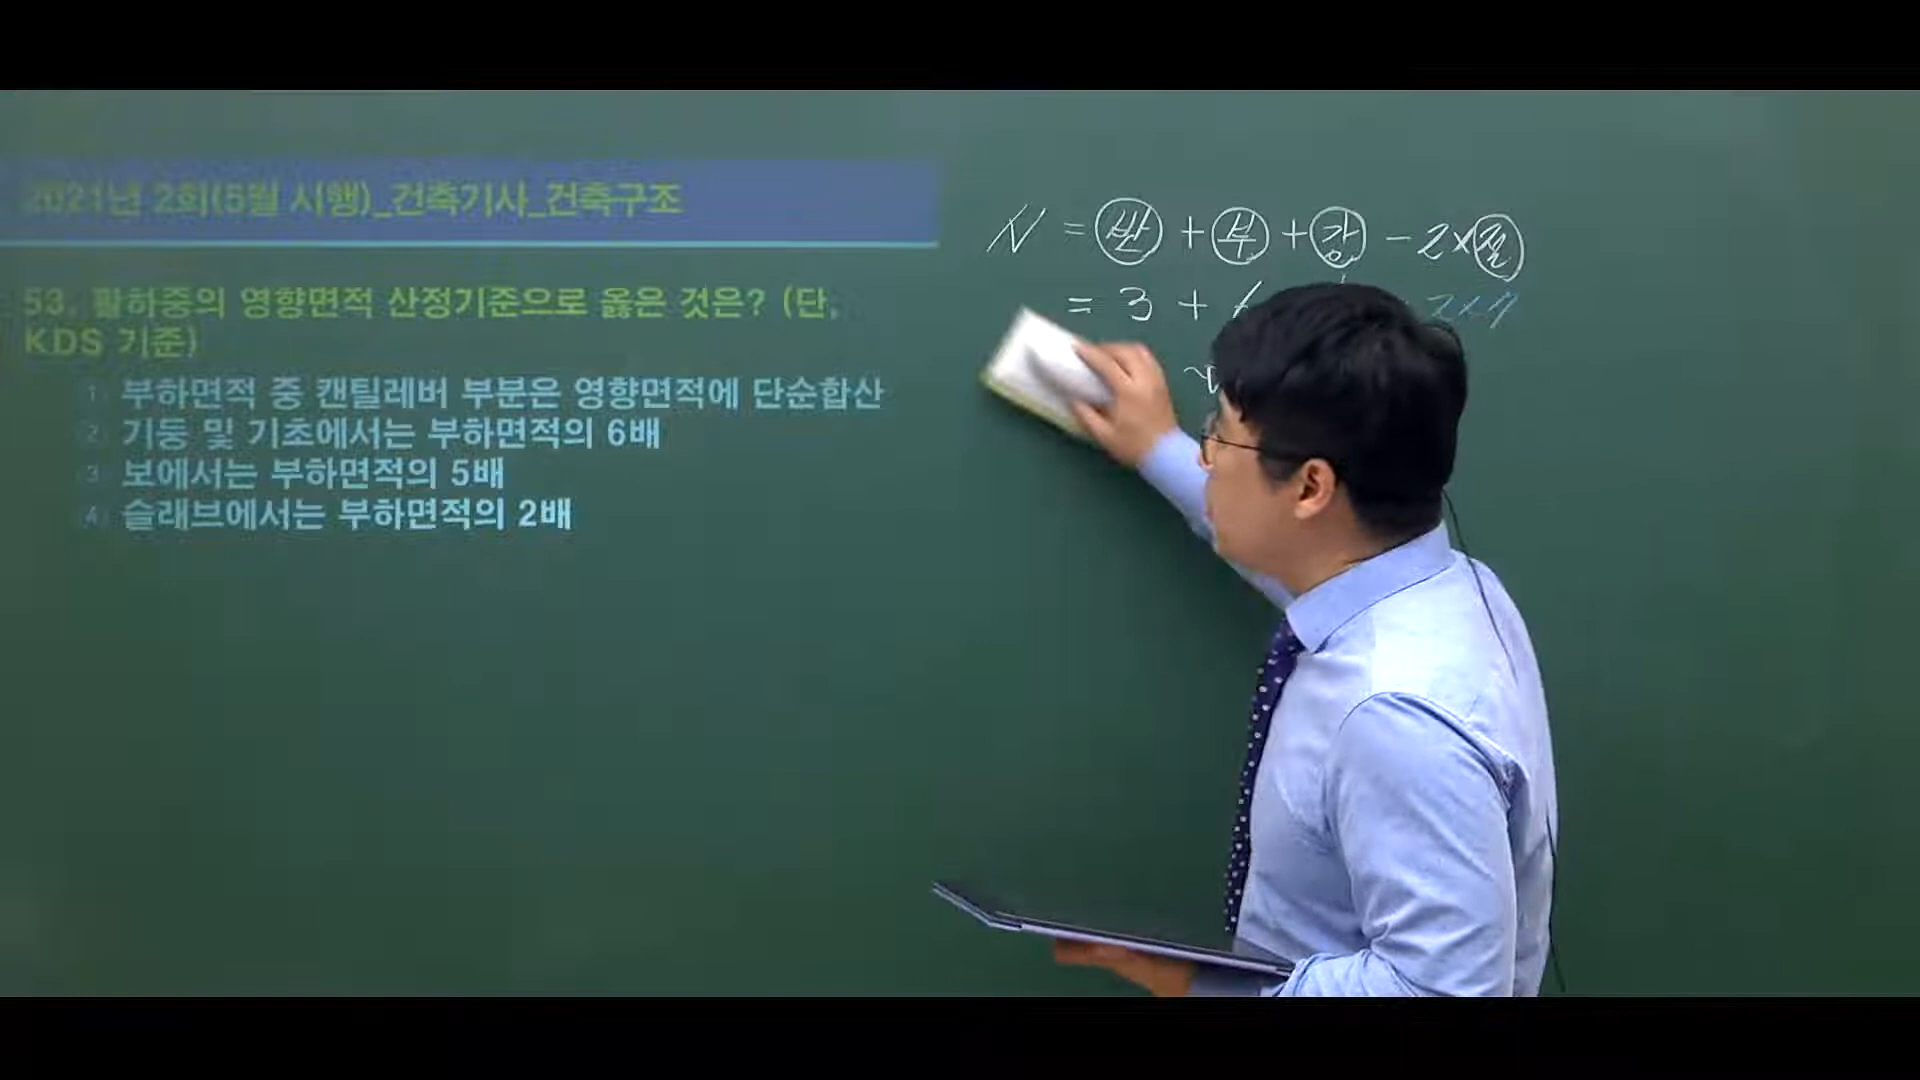 2021년 2회(5월 시행)_건축기사_건축구조
53. 활하중의 영향면적 산정기준으로 옳은 것은? (단,
KDS 기준)
1 부하면적 중 캔틸레버 부분은 영향면적에 단순합산
2 기둥 및 기초에서는 부하면적의 6배
3 보에서는 부하면적의 5배
4 슬래브에서는 부하면적의 2배
N = 반 + 부 + 강 - 2×절
= 3 +